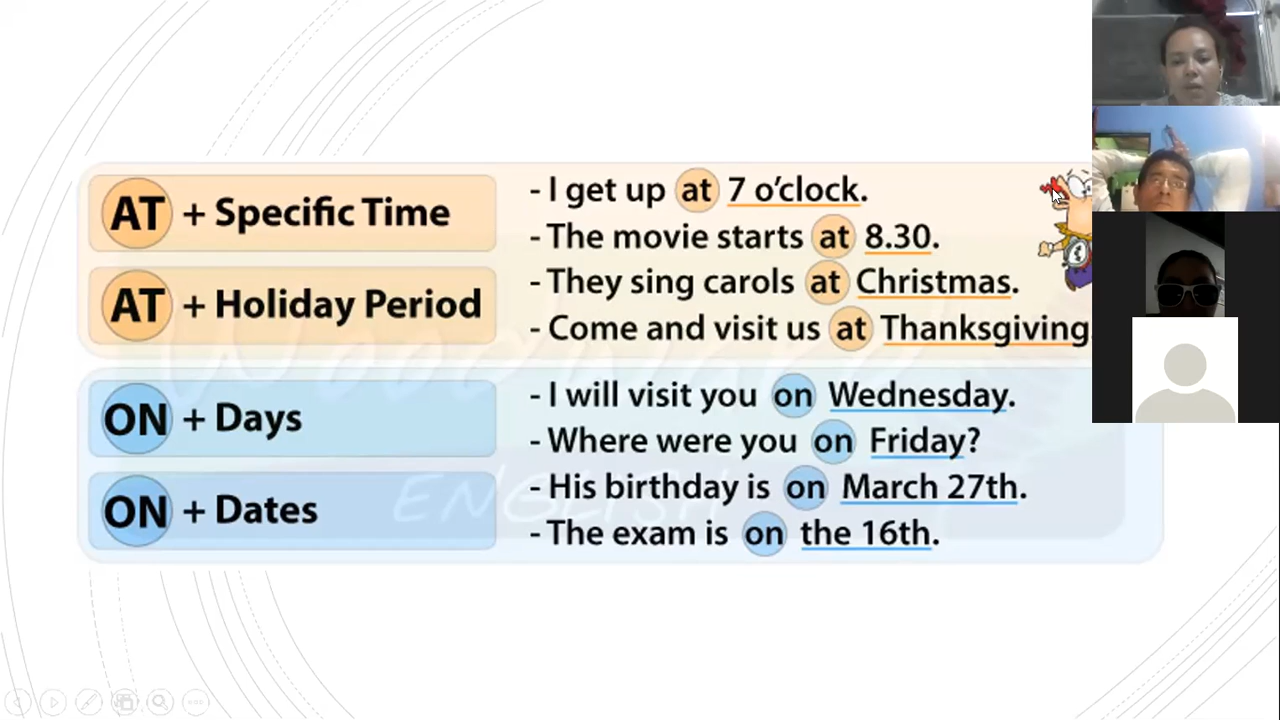 AT + Specific Time
- I get up at 7 o'clock.
- The movie starts at 8.30.
AT + Holiday Period
- They sing carols at Christmas.
- Come and visit us at Thanksgiving
ON + Days
- I will visit you on Wednesday.
- Where were you on Friday?
ON + Dates
- His birthday is on March 27th.
- The exam is on the 16th.
Woodward
ENGLISH